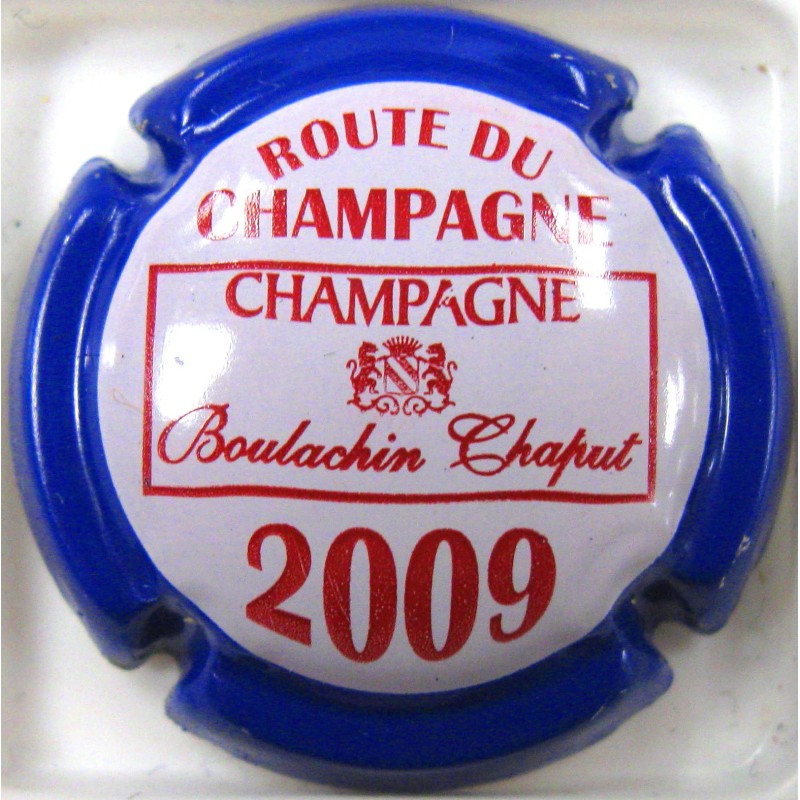 ROUTE DU
CHAMPAGNE
CHAMPAGNE
Boulachin Chaput
2009